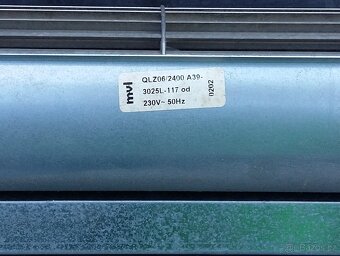 mvl
QLZ06/2400 A39-
3025L-117 od
230V~ 50Hz
0202